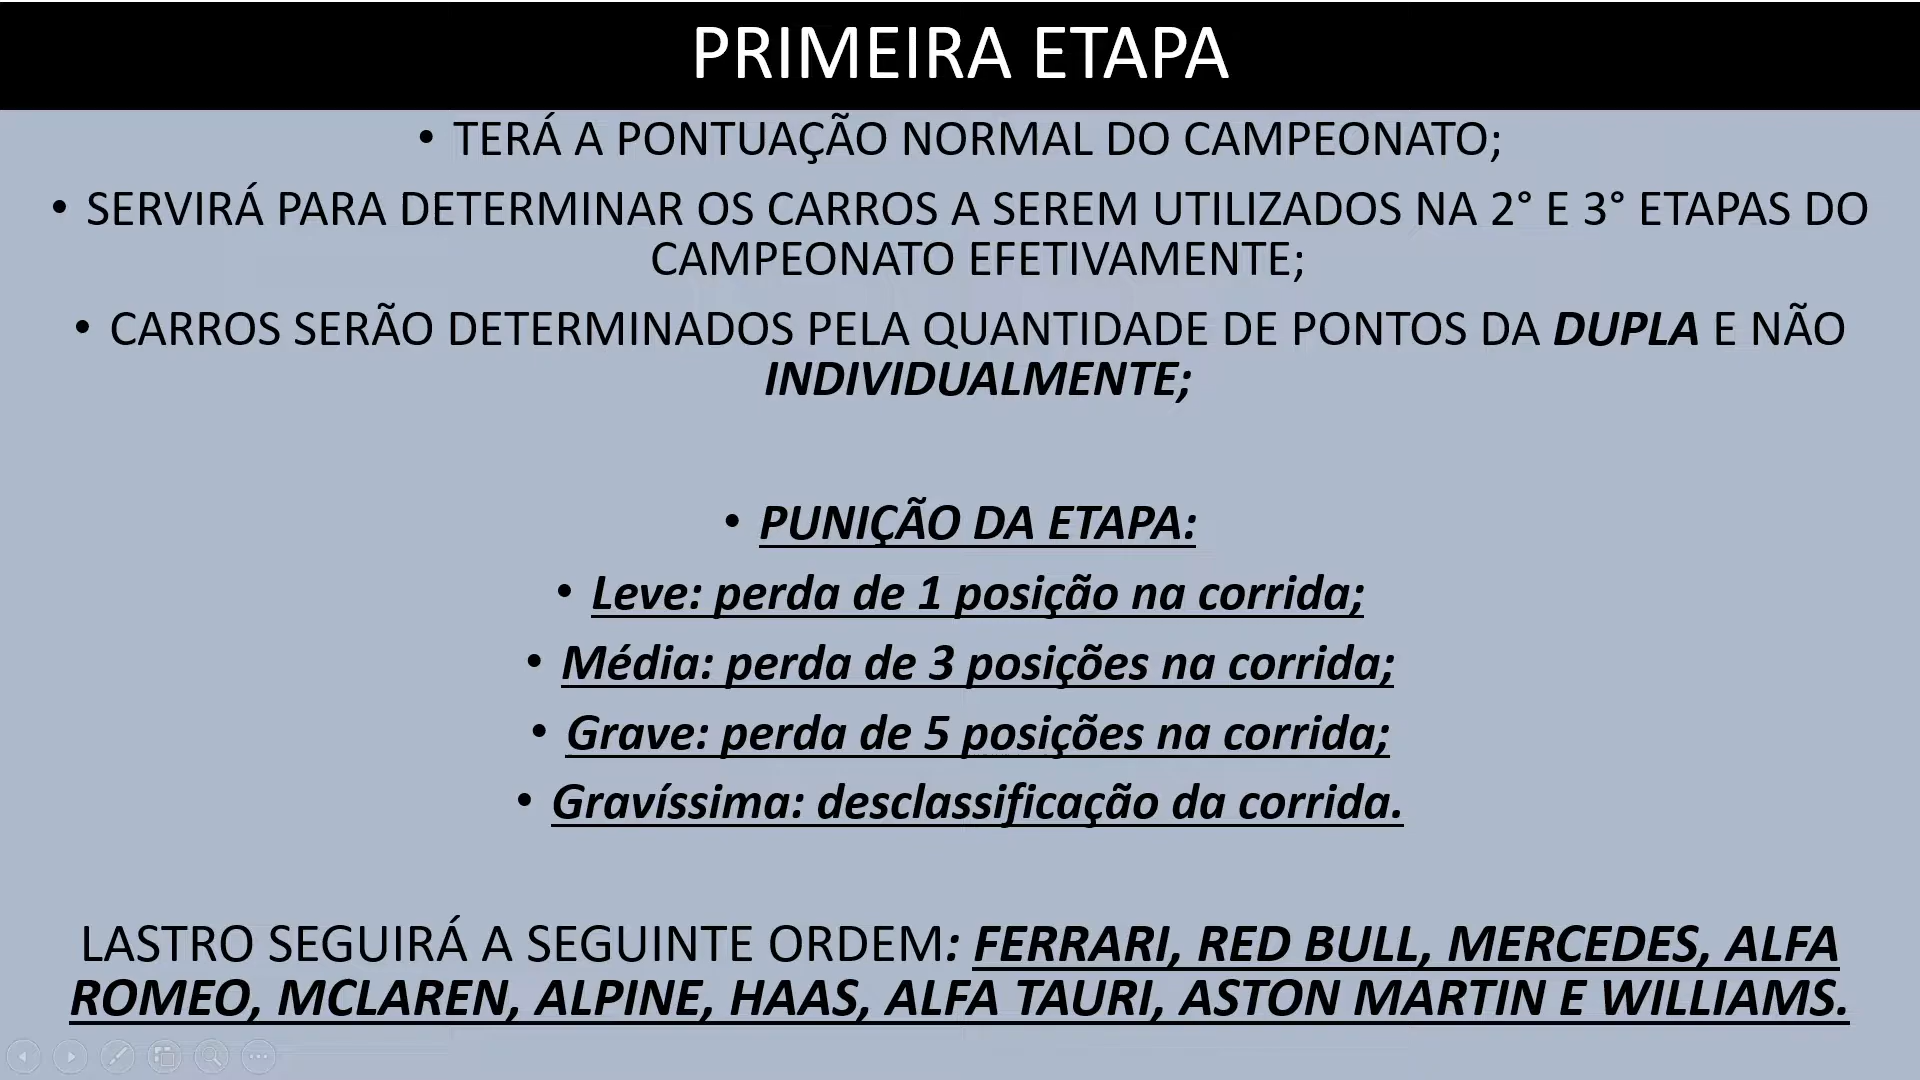 PRIMEIRA ETAPA
• TERÁ A PONTUAÇÃO NORMAL DO CAMPEONATO;
• SERVIRÁ PARA DETERMINAR OS CARROS A SEREM UTILIZADOS NA 2° E 3° ETAPAS DO
CAMPEONATO EFETIVAMENTE;
• CARROS SERÃO DETERMINADOS PELA QUANTIDADE DE PONTOS DA DUPLA E NÃO
INDIVIDUALMENTE;
• PUNIÇÃO DA ETAPA:
• Leve: perda de 1 posição na corrida;
• Média: perda de 3 posições na corrida;
• Grave: perda de 5 posições na corrida;
• Gravíssima: desclassificação da corrida.
LASTRO SEGUIRÁ A SEGUINTE ORDEM: FERRARI, RED BULL, MERCEDES, ALFA
ROMEO, MCLAREN, ALPINE, HAAS, ALFA TAURI, ASTON MARTIN E WILLIAMS.